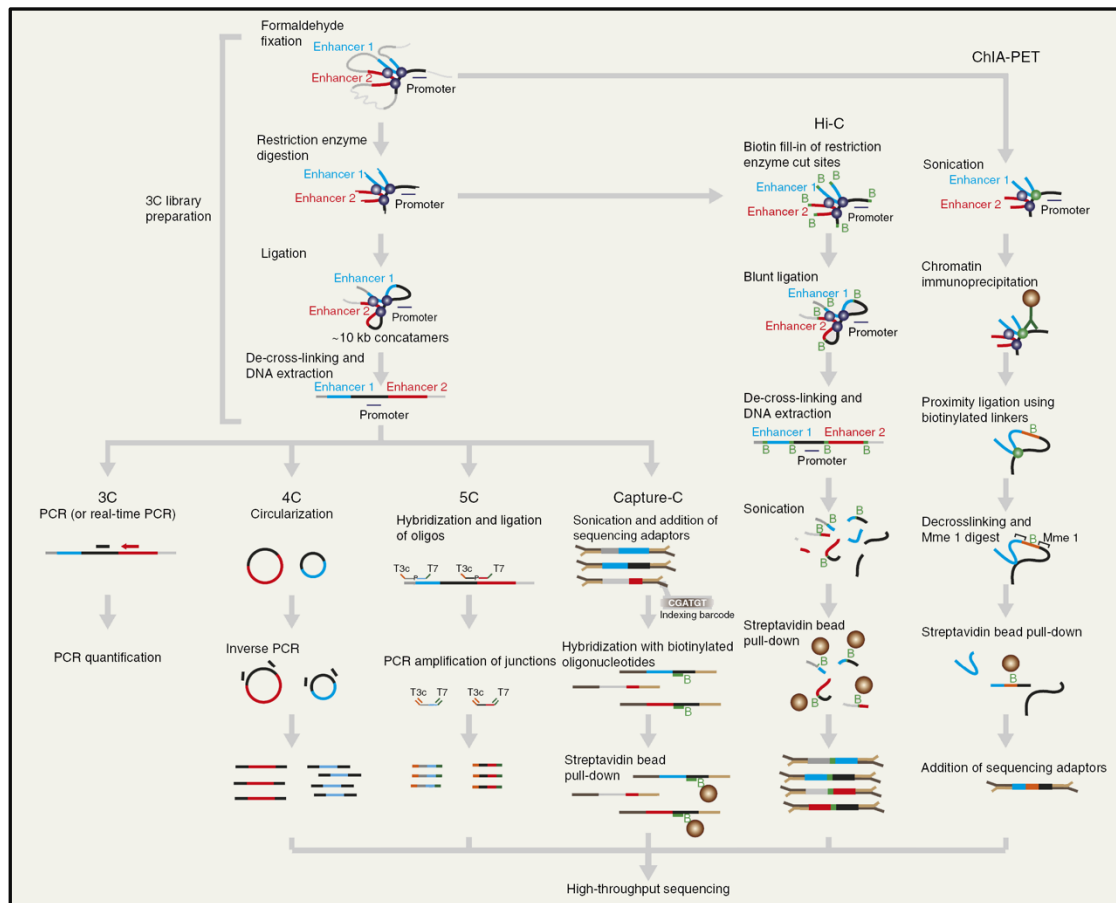 Formaldehyde
fixation
Enhancer 1
Enhancer 2
Promoter
Restriction enzyme
digestion
Enhancer 1
Enhancer 2
Promoter
3C library
preparation
Ligation
Enhancer 1
Enhancer 2
Promoter
~10 kb concatamers
De-cross-linking and
DNA extraction
Enhancer 1 Enhancer 2
Promoter
3C
PCR (or real-time PCR)
PCR quantification
4C
Circularization
Inverse PCR
5C
Hybridization and ligation
of oligos
T3c T7 T3c T7
PCR amplification of junctions
T3c T7 T3c T7
Capture-C
Sonication and addition of
sequencing adaptors
CGATGT
Indexing barcode
Hybridization with biotinylated
oligonucleotides
B
B
Streptavidin bead
pull-down
B
B
Hi-C
Biotin fill-in of restriction
enzyme cut sites
B B
Enhancer 1
B
B
Enhancer 2
Promoter
B
B
Blunt ligation
Enhancer 1 B
B
Enhancer 2
Promoter
B
De-cross-linking and
DNA extraction
Enhancer 1 Enhancer 2
B B B B
Promoter
Sonication
B B
B
B
Streptavidin bead
pull-down
B B
B
B
ChIA-PET
Sonication
Enhancer 1
Enhancer 2
Promoter
Chromatin
immunoprecipitation
Proximity ligation using
biotinylated linkers
B
Decrosslinking and
Mme 1 digest
B Mme 1
Streptavidin bead pull-down
B
Addition of sequencing adaptors
High-throughput sequencing